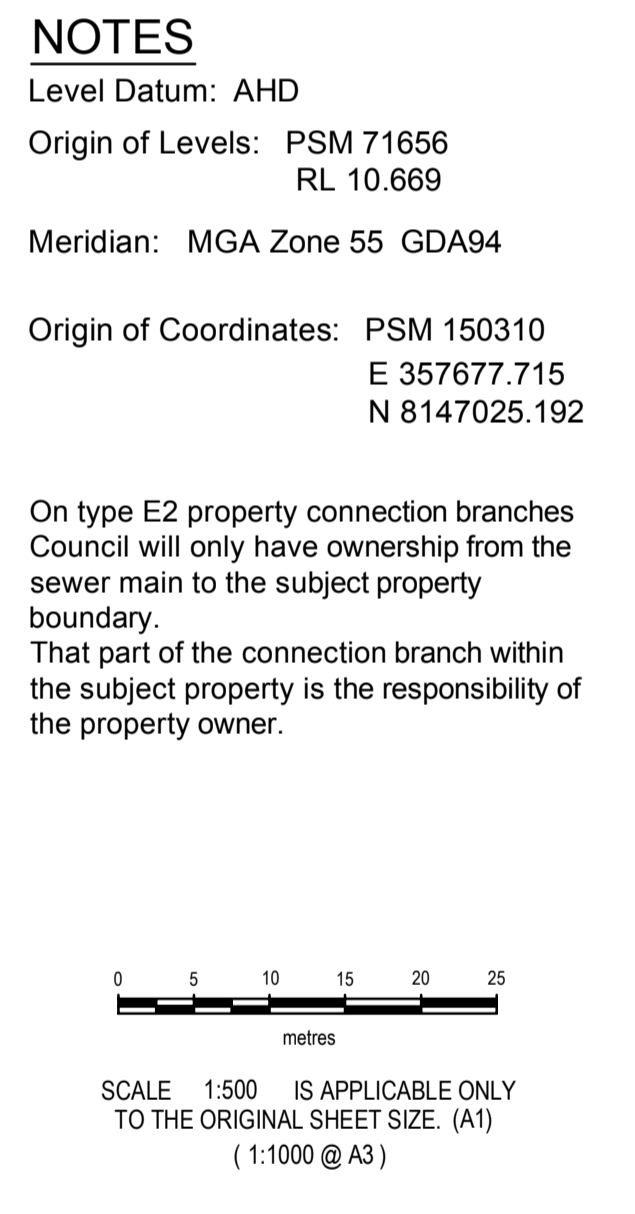 NOTES
Level Datum: AHD
Origin of Levels: PSM 71656
RL 10.669
Meridian: MGA Zone 55 GDA94
Origin of Coordinates: PSM 150310
E 357677.715
N 8147025.192
On type E2 property connection branches
Council will only have ownership from the
sewer main to the subject property
boundary.
That part of the connection branch within
the subject property is the responsibility of
the property owner.
0 5 10 15 20 25
metres
SCALE 1:500 IS APPLICABLE ONLY
TO THE ORIGINAL SHEET SIZE. (A1)
( 1:1000 @ A3 )